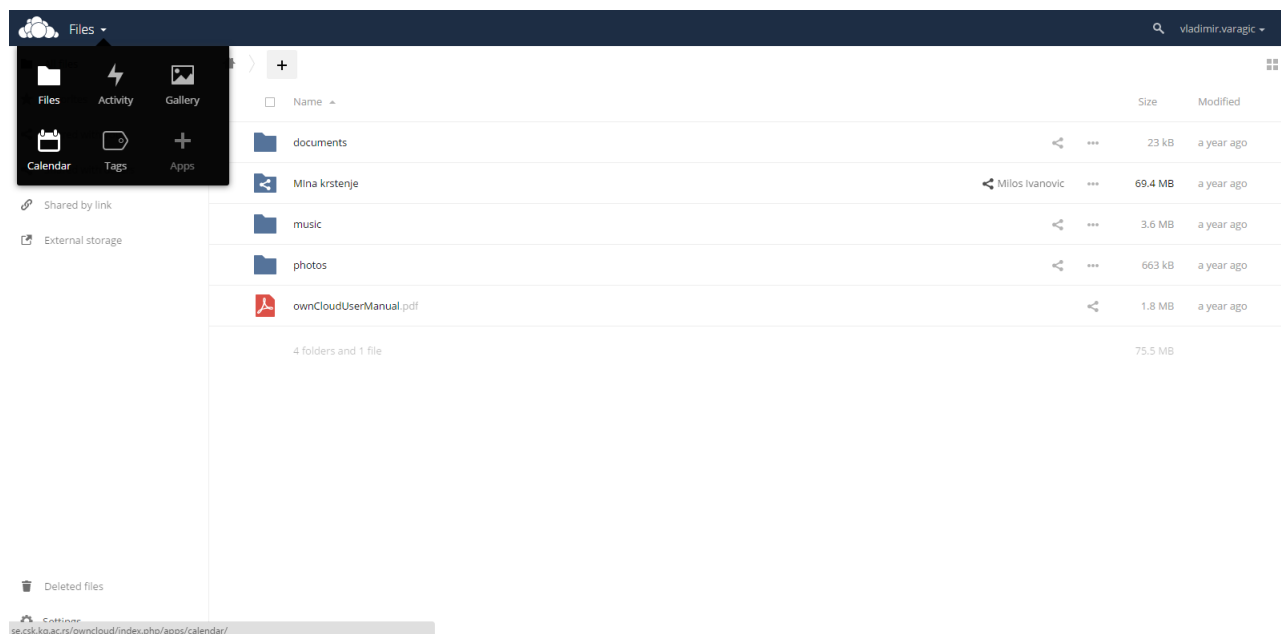 Files
vladimir.varagic
Files Activity Gallery
Calendar Tags Apps
+
Name Size Modified
documents 23 kB a year ago
MIna krstenje Milos Ivanovic 69.4 MB a year ago
music 3.6 MB a year ago
photos 663 kB a year ago
ownCloudUserManual.pdf 1.8 MB a year ago
4 folders and 1 file 75.5 MB
Shared by link
External storage
Deleted files
Settings
se.csk.kg.ac.rs/owncloud/index.php/apps/calendar/